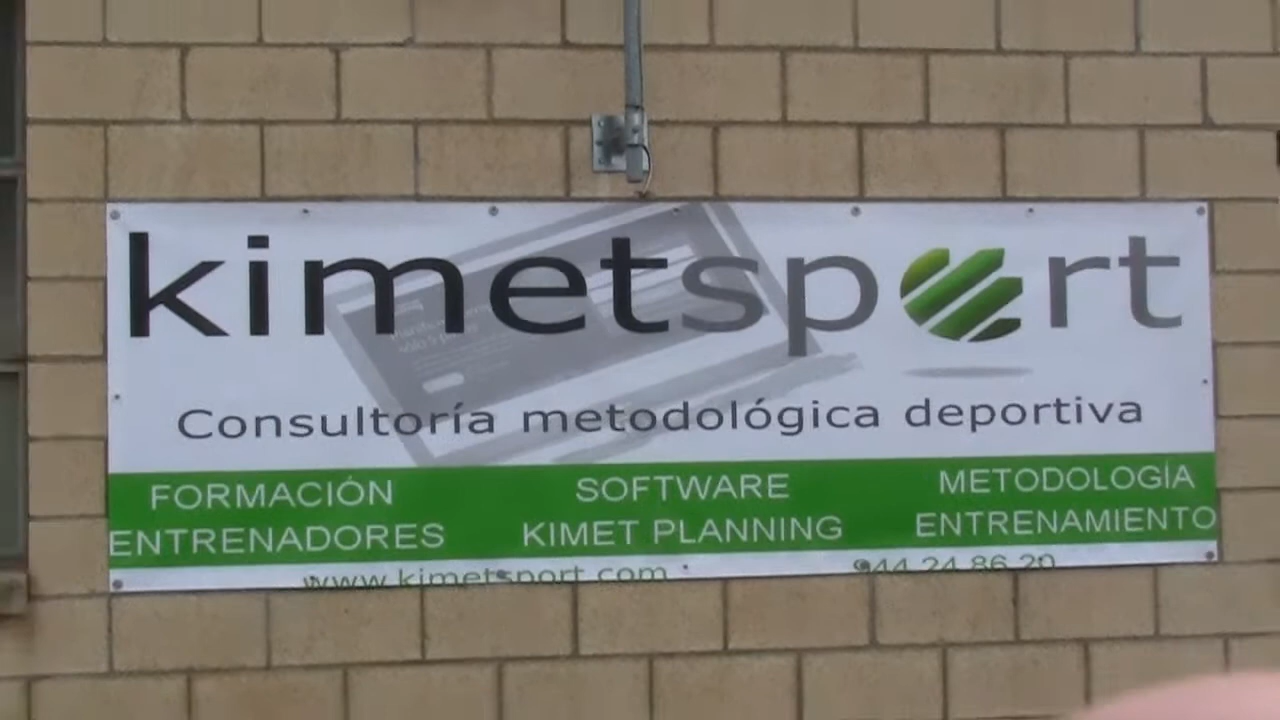 kimetsport
Consultoría metodológica deportiva
FORMACIÓN
ENTRENADORES
SOFTWARE
KIMET PLANNING
METODOLOGÍA
ENTRENAMIENTO
www.kimetsport.com
944 24 86 20